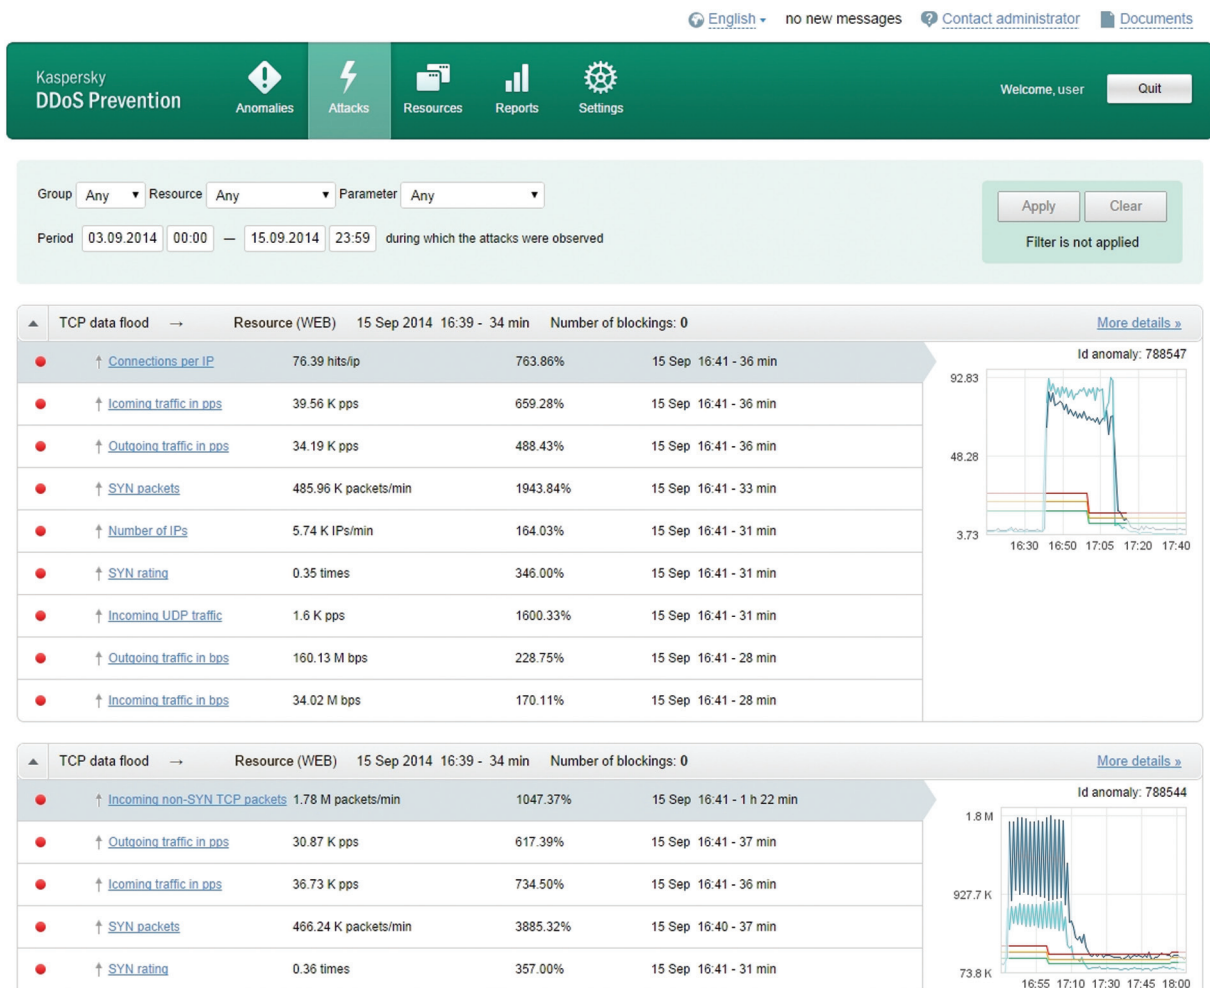 English no new messages Contact administrator Documents
Kaspersky
DDoS Prevention
Anomalies Attacks Resources Reports Settings
Welcome, user Quit
Group Any Resource Any Parameter Any
Apply Clear
Period 03.09.2014 00:00 — 15.09.2014 23:59 during which the attacks were observed
Filter is not applied
TCP data flood → Resource (WEB) 15 Sep 2014 16:39 - 34 min Number of blockings: 0 More details »
↑ Connections per IP 76.39 hits/ip 763.86% 15 Sep 16:41 - 36 min
↑ Icoming traffic in pps 39.56 K pps 659.28% 15 Sep 16:41 - 36 min
↑ Outgoing traffic in pps 34.19 K pps 488.43% 15 Sep 16:41 - 36 min
↑ SYN packets 485.96 K packets/min 1943.84% 15 Sep 16:41 - 33 min
↑ Number of IPs 5.74 K IPs/min 164.03% 15 Sep 16:41 - 31 min
↑ SYN rating 0.35 times 346.00% 15 Sep 16:41 - 31 min
↑ Incoming UDP traffic 1.6 K pps 1600.33% 15 Sep 16:41 - 31 min
↑ Outgoing traffic in bps 160.13 M bps 228.75% 15 Sep 16:41 - 28 min
↑ Incoming traffic in bps 34.02 M bps 170.11% 15 Sep 16:41 - 28 min
Id anomaly: 788547
92.83
48.28
3.73
16:30 16:50 17:05 17:20 17:40
TCP data flood → Resource (WEB) 15 Sep 2014 16:39 - 34 min Number of blockings: 0 More details »
↑ Incoming non-SYN TCP packets 1.78 M packets/min 1047.37% 15 Sep 16:41 - 1 h 22 min
↑ Outgoing traffic in pps 30.87 K pps 617.39% 15 Sep 16:41 - 37 min
↑ Icoming traffic in pps 36.73 K pps 734.50% 15 Sep 16:41 - 36 min
↑ SYN packets 466.24 K packets/min 3885.32% 15 Sep 16:40 - 37 min
↑ SYN rating 0.36 times 357.00% 15 Sep 16:41 - 31 min
Id anomaly: 788544
1.8 M
927.7 K
73.8 K
16:55 17:10 17:30 17:45 18:00